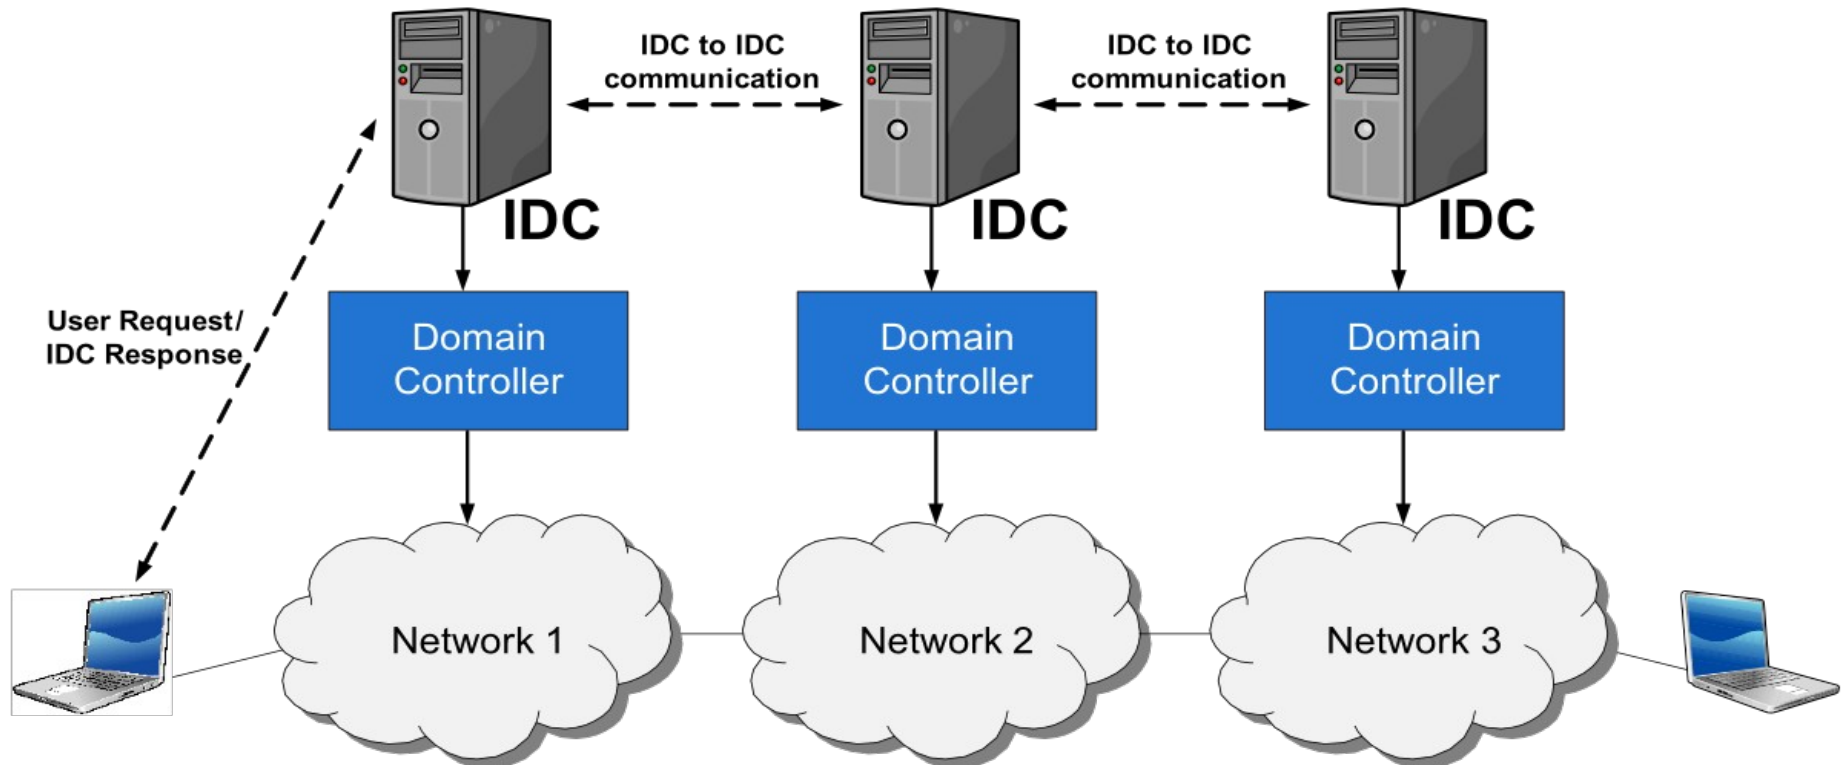 IDC to IDC
communication
IDC to IDC
communication
IDC
IDC
IDC
User Request/
IDC Response
Domain
Controller
Domain
Controller
Domain
Controller
Network 1
Network 2
Network 3